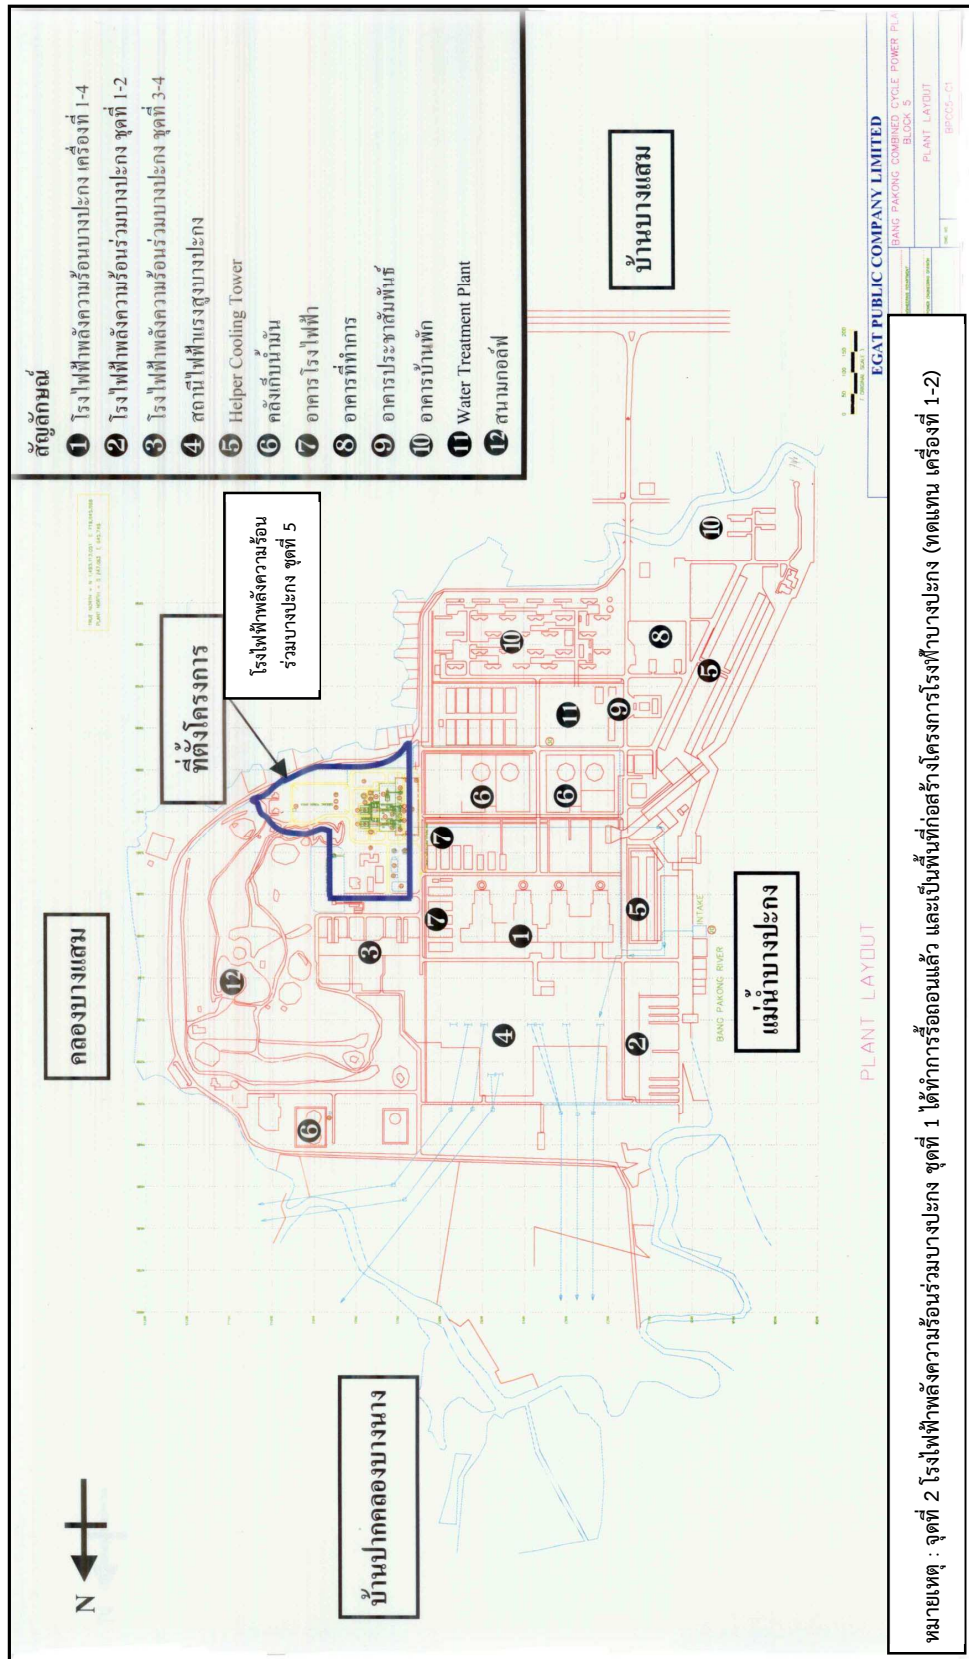 สัญลักษณ์
1 โรงไฟฟ้าพลังความร้อนบางปะกง เครื่องที่ 1-4
2 โรงไฟฟ้าพลังความร้อนร่วมบางปะกง ชุดที่ 1-2
3 โรงไฟฟ้าพลังความร้อนร่วมบางปะกง ชุดที่ 3-4
4 สถานีไฟฟ้าแรงสูงบางปะกง
5 Helper Cooling Tower
6 คลังเก็บน้ำมัน
7 อาคารโรงไฟฟ้า
8 อาคารที่ทำการ
9 อาคารประชาสัมพันธ์
10 อาคารบ้านพัก
11 Water Treatment Plant
12 สนามกอล์ฟ
N
คลองบางแสม
ที่ตั้งโครงการ
โรงไฟฟ้าพลังความร้อน
ร่วมบางปะกง ชุดที่ 5
บ้านบางแสม
บ้านปากคลองบางนาง
แม่น้ำบางปะกง
12
6
3
7
7
1
4
2
5
6
6
11
9
10
8
5
10
INTAKE
BANG PAKONG RIVER
PLANT LAYOUT
EGAT PUBLIC COMPANY LIMITED
BANG PAKONG COMBINED CYCLE POWER PLA
BLOCK 5
PLANT LAYOUT
BPCC5-C1
หมายเหตุ : จุดที่ 2 โรงไฟฟ้าพลังความร้อนร่วมบางปะกง ชุดที่ 1 ได้ทำการรื้อถอนแล้ว และเป็นพื้นที่ก่อสร้างโครงการโรงฟ้าบางปะกง (ทดแทน เครื่องที่ 1-2)